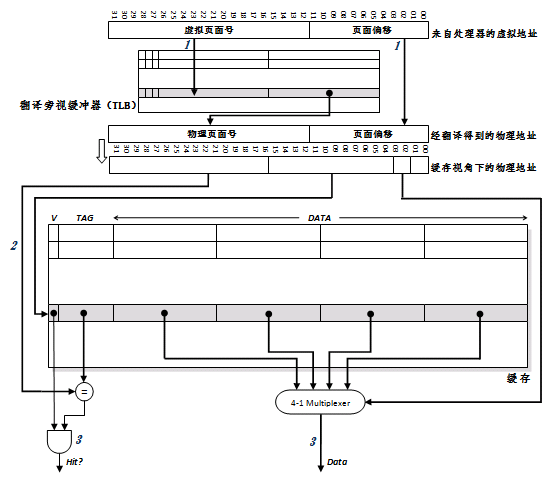 31 30 29 28 27 26 25 24 23 22 21 20 19 18 17 16 15 14 13 12 11 10 09 08 07 06 05 04 03 02 01 00
虚拟页面号 页面偏移 来自处理器的虚拟地址
1 1
翻译旁视缓冲器（TLB）
物理页面号 页面偏移 经翻译得到的物理地址
31 30 29 28 27 26 25 24 23 22 21 20 19 18 17 16 15 14 13 12 11 10 09 08 07 06 05 04 03 02 01 00
缓存视角下的物理地址
V TAG DATA
2
缓存
= 4-1 Multiplexer
3 3
Hit? Data